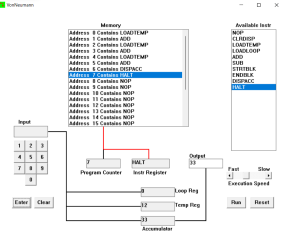 VonNeumann
Memory
Address 0 Contains LOADTEMP
Address 1 Contains ADD
Address 2 Contains LOADTEMP
Address 3 Contains ADD
Address 4 Contains LOADTEMP
Address 5 Contains ADD
Address 6 Contains DISPACC
Address 7 Contains HALT
Address 8 Contains NOP
Address 9 Contains NOP
Address 10 Contains NOP
Address 11 Contains NOP
Address 12 Contains NOP
Address 13 Contains NOP
Address 14 Contains NOP
Address 15 Contains NOP
Available Instr
NOP
CLRDISP
LOADTEMP
LOADLOOP
ADD
SUB
STRTBLK
ENDBLK
DISPACC
HALT
Input
1 2 3
4 5 6
7 8 9
0
Enter Clear
7
Program Counter
HALT
Instr Register
Output
33
0 Loop Reg
12 Temp Reg
33
Accumulator
Fast Slow
Execution Speed
Run Reset